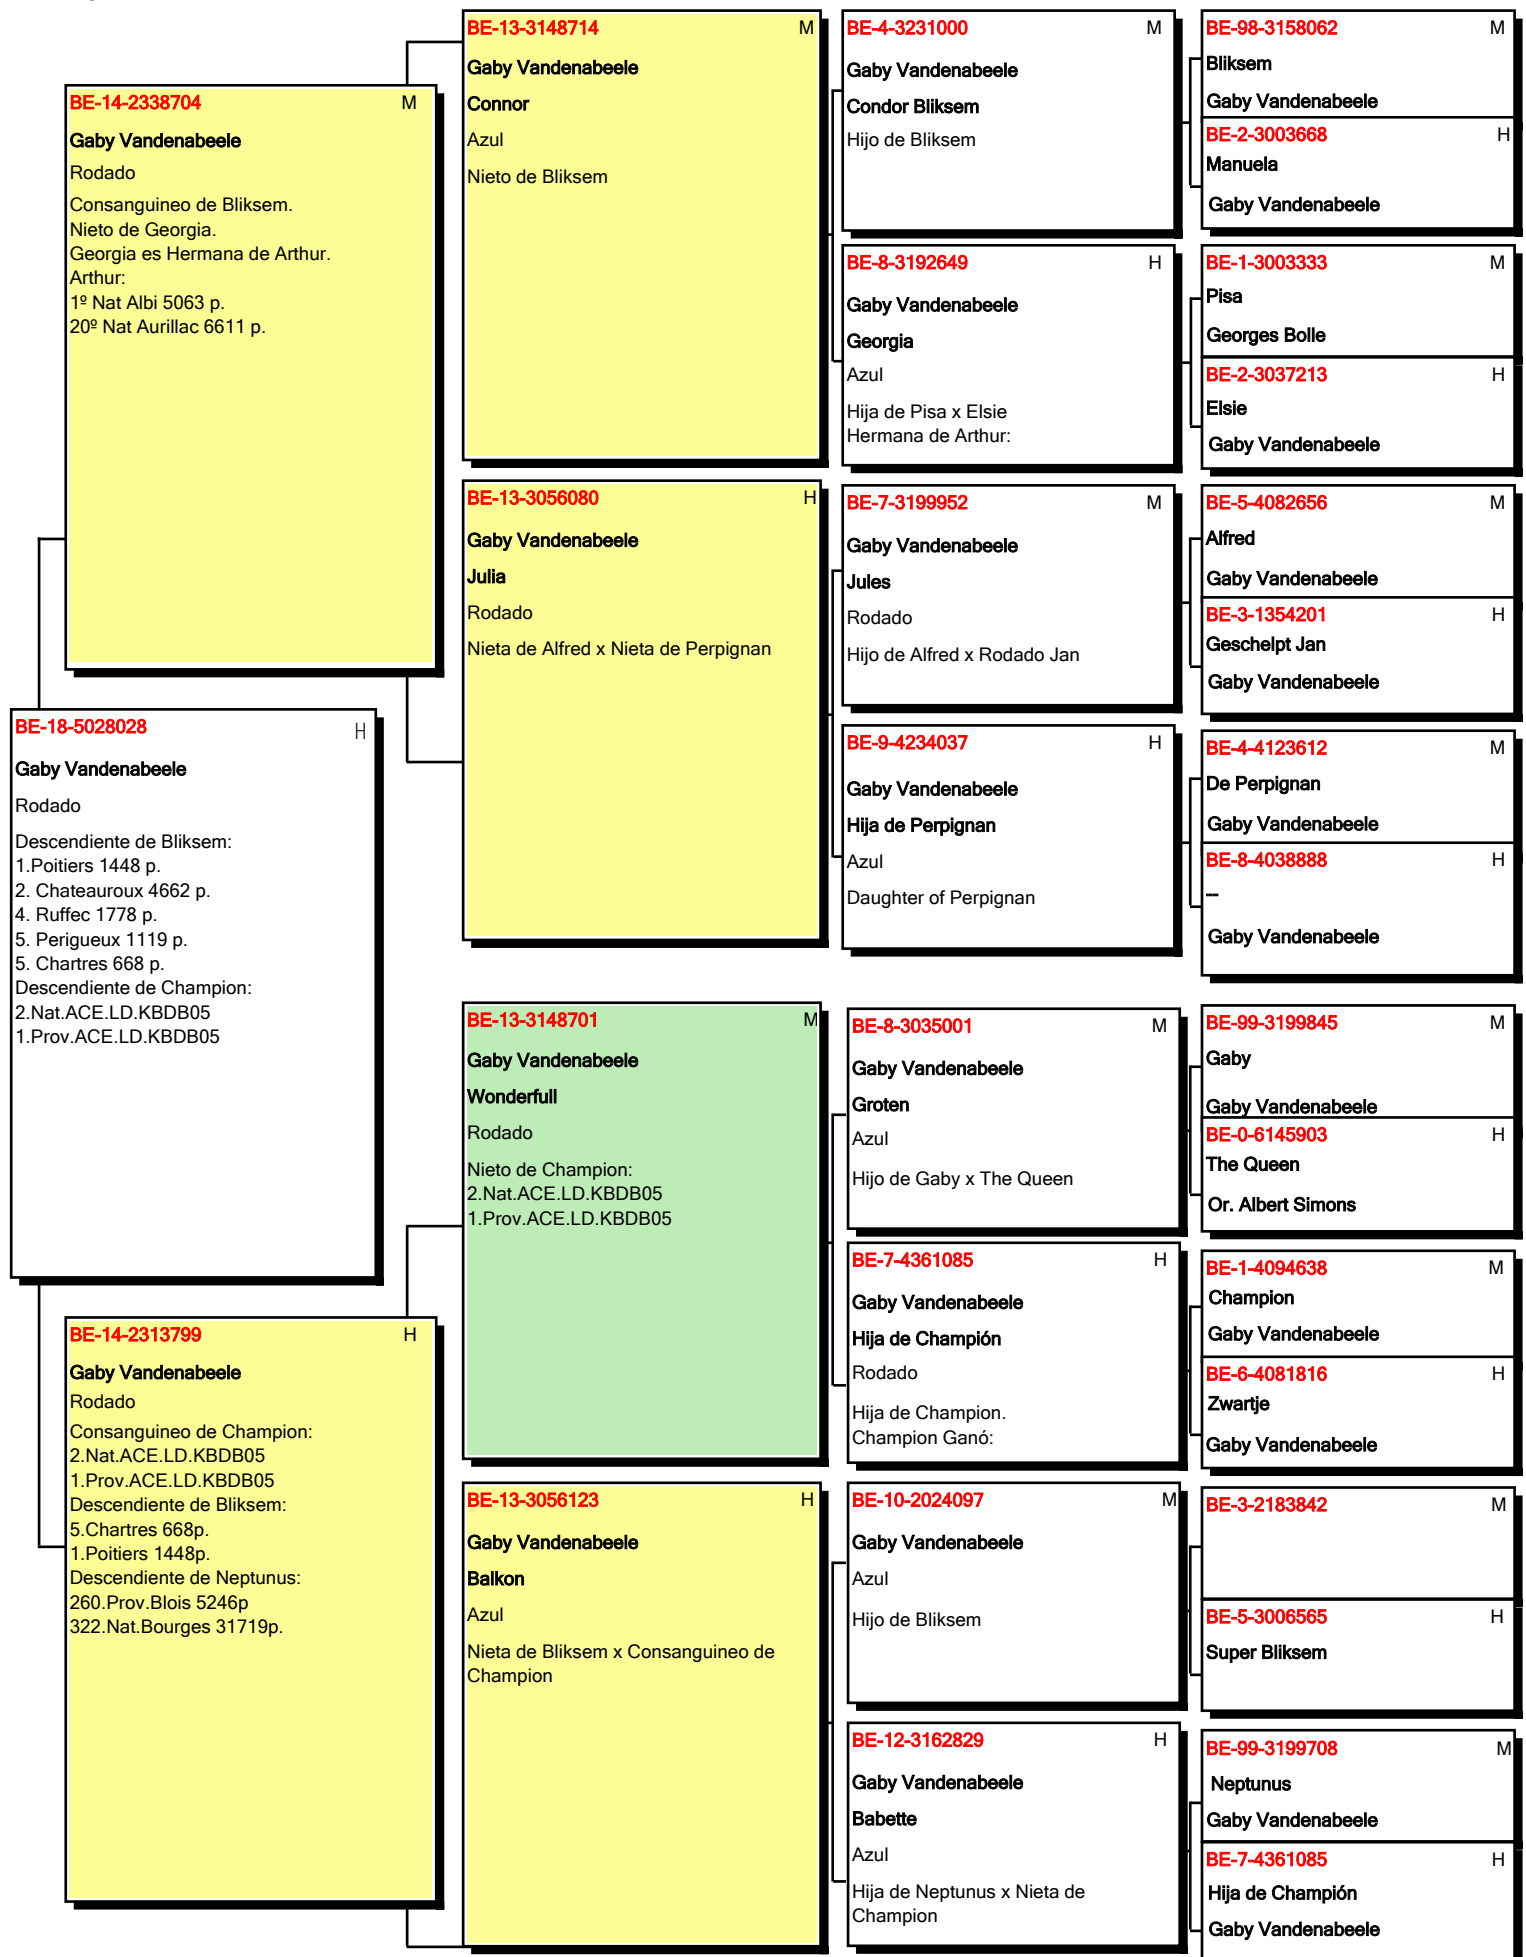 BE-18-5028028 H
Gaby Vandenabeele
Rodado
Descendiente de Bliksem:
1.Poitiers 1448 p.
2. Chateauroux 4662 p.
4. Ruffec 1778 p.
5. Perigueux 1119 p.
5. Chartres 668 p.
Descendiente de Champion:
2.Nat.ACE.LD.KBDB05
1.Prov.ACE.LD.KBDB05
BE-14-2338704 M
Gaby Vandenabeele
Rodado
Consanguineo de Bliksem.
Nieto de Georgia.
Georgia es Hermana de Arthur.
Arthur:
1º Nat Albi 5063 p.
20º Nat Aurillac 6611 p.
BE-14-2313799 H
Gaby Vandenabeele
Rodado
Consanguineo de Champion:
2.Nat.ACE.LD.KBDB05
1.Prov.ACE.LD.KBDB05
Descendiente de Bliksem:
5.Chartres 668p.
1.Poitiers 1448p.
Descendiente de Neptunus:
260.Prov.Blois 5246p
322.Nat.Bourges 31719p.
BE-13-3148714 M
Gaby Vandenabeele
Connor
Azul
Nieto de Bliksem
BE-13-3056080 H
Gaby Vandenabeele
Julia
Rodado
Nieta de Alfred x Nieta de Perpignan
BE-13-3148701 M
Gaby Vandenabeele
Wonderfull
Rodado
Nieto de Champion:
2.Nat.ACE.LD.KBDB05
1.Prov.ACE.LD.KBDB05
BE-13-3056123 H
Gaby Vandenabeele
Balkon
Azul
Nieta de Bliksem x Consanguineo de
Champion
BE-4-3231000 M
Gaby Vandenabeele
Condor Bliksem
Hijo de Bliksem
BE-8-3192649 H
Gaby Vandenabeele
Georgia
Azul
Hija de Pisa x Elsie
Hermana de Arthur:
BE-7-3199952 M
Gaby Vandenabeele
Jules
Rodado
Hijo de Alfred x Rodado Jan
BE-9-4234037 H
Gaby Vandenabeele
Hija de Perpignan
Azul
Daughter of Perpignan
BE-8-3035001 M
Gaby Vandenabeele
Groten
Azul
Hijo de Gaby x The Queen
BE-7-4361085 H
Gaby Vandenabeele
Hija de Champión
Rodado
Hija de Champion.
Champion Ganó:
BE-10-2024097 M
Gaby Vandenabeele
Azul
Hijo de Bliksem
BE-12-3162829 H
Gaby Vandenabeele
Babette
Azul
Hija de Neptunus x Nieta de
Champion
BE-98-3158062 M
Bliksem
Gaby Vandenabeele
BE-2-3003668 H
Manuela
Gaby Vandenabeele
BE-1-3003333 M
Pisa
Georges Bolle
BE-2-3037213 H
Elsie
Gaby Vandenabeele
BE-5-4082656 M
Alfred
Gaby Vandenabeele
BE-3-1354201 H
Geschelpt Jan
Gaby Vandenabeele
BE-4-4123612 M
De Perpignan
Gaby Vandenabeele
BE-8-4038888 H
---
Gaby Vandenabeele
BE-99-3199845 M
Gaby
Gaby Vandenabeele
BE-0-6145903 H
The Queen
Or. Albert Simons
BE-1-4094638 M
Champion
Gaby Vandenabeele
BE-6-4081816 H
Zwartje
Gaby Vandenabeele
BE-3-2183842 M
BE-5-3006565 H
Super Bliksem
BE-99-3199708 M
Neptunus
Gaby Vandenabeele
BE-7-4361085 H
Hija de Champión
Gaby Vandenabeele